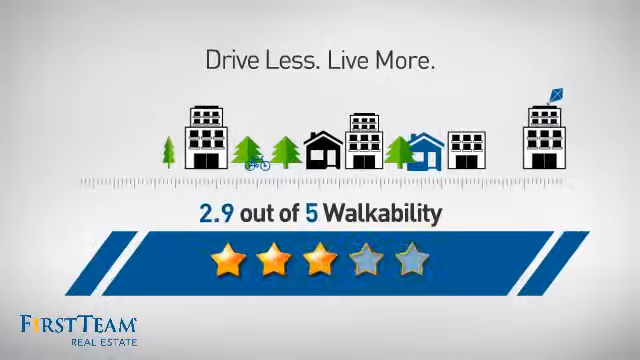 Drive Less. Live More.
2.9 out of 5 Walkability
FIRSTTEAM®
REAL ESTATE